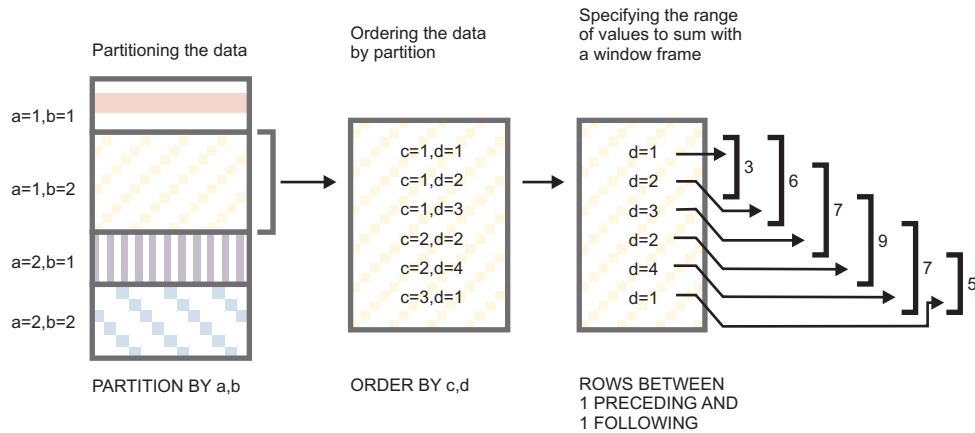 Partitioning the data
a=1,b=1
a=1,b=2
a=2,b=1
a=2,b=2
PARTITION BY a,b
Ordering the data
by partition
c=1,d=1
c=1,d=2
c=1,d=3
c=2,d=2
c=2,d=4
c=3,d=1
ORDER BY c,d
Specifying the range
of values to sum with
a window frame
d=1
d=2
d=3
d=2
d=4
d=1
3
6
7
9
7
5
ROWS BETWEEN
1 PRECEDING AND
1 FOLLOWING